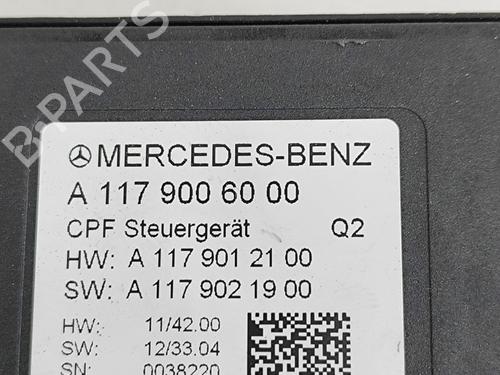 B-PARTS
MERCEDES-BENZ
A 117 900 60 00
CPF Steuergerät Q2
HW: A 117 901 21 00
SW: A 117 902 19 00
HW: 11/42.00
SW: 12/33.04
SN: 0038220